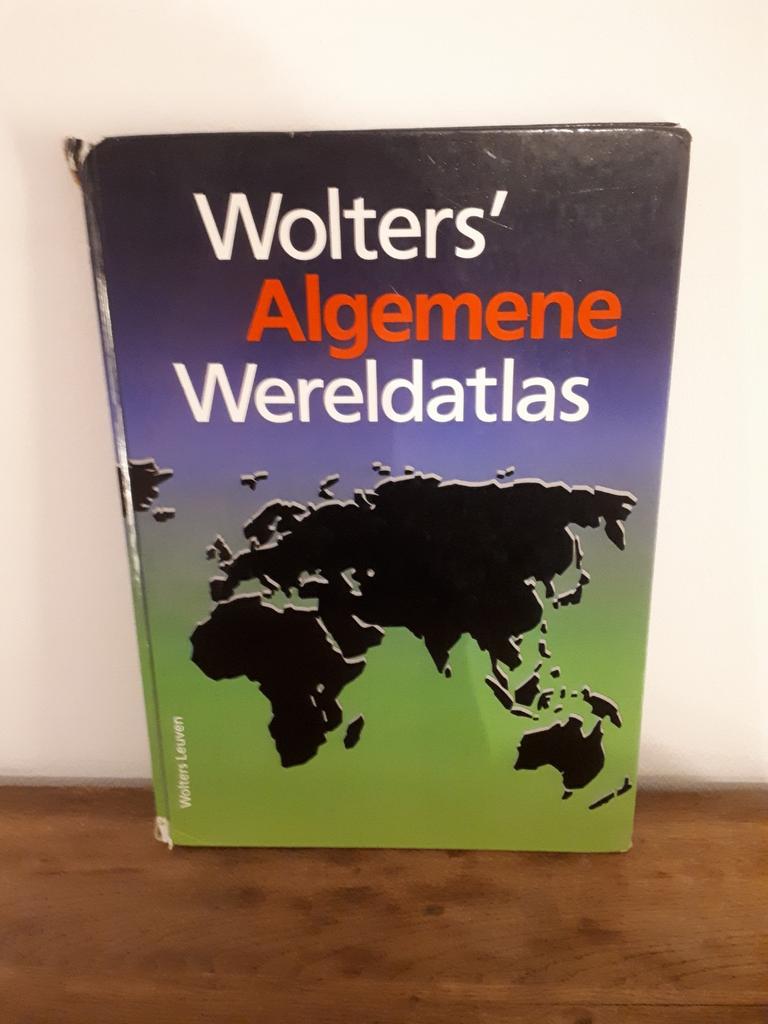 Wolters'
Algemene
Wereldatlas
Wolters Leuven